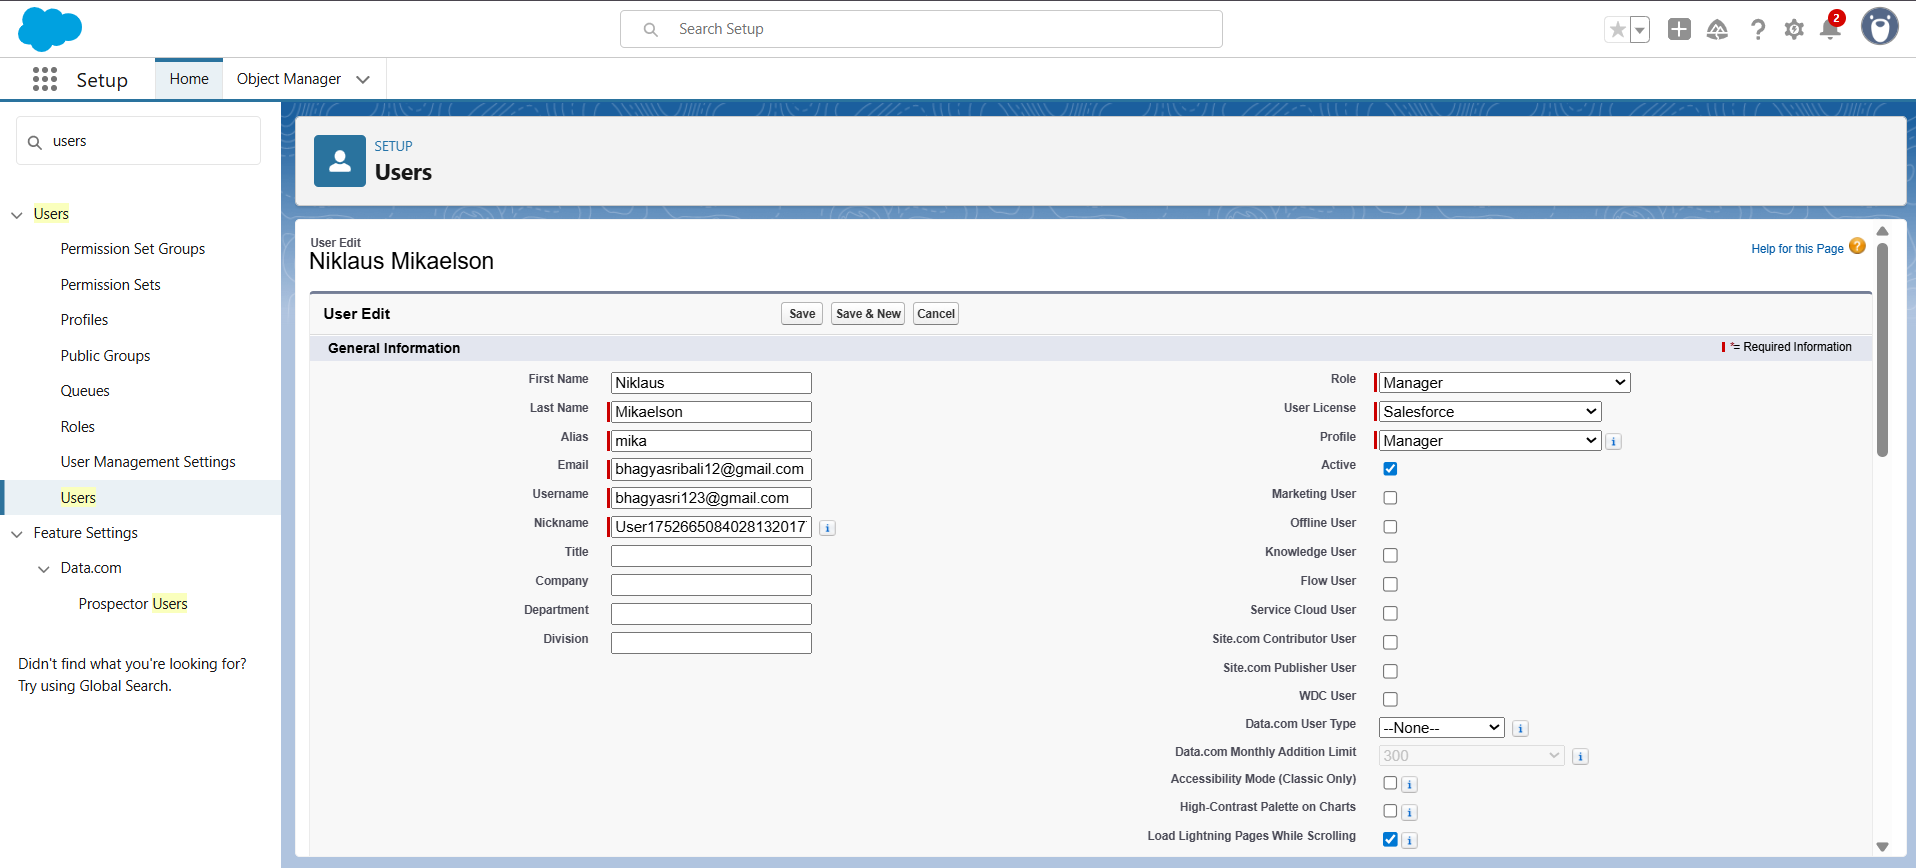 Search Setup
2
Setup
Home
Object Manager
users
Users
Permission Set Groups
Permission Sets
Profiles
Public Groups
Queues
Roles
User Management Settings
Users
Feature Settings
Data.com
Prospector Users
Didn't find what you're looking for?
Try using Global Search.
SETUP
Users
User Edit
Niklaus Mikaelson
Help for this Page ?
User Edit
Save
Save & New
Cancel
General Information
*= Required Information
First Name Niklaus
Last Name Mikaelson
Alias mika
Email bhagyasribali12@gmail.com
Username bhagyasri123@gmail.com
Nickname User175266508402813201 i
Title
Company
Department
Division
Role Manager
User License Salesforce
Profile Manager i
Active
Marketing User
Offline User
Knowledge User
Flow User
Service Cloud User
Site.com Contributor User
Site.com Publisher User
WDC User
Data.com User Type --None-- i
Data.com Monthly Addition Limit 300 i
Accessibility Mode (Classic Only) i
High-Contrast Palette on Charts i
Load Lightning Pages While Scrolling i